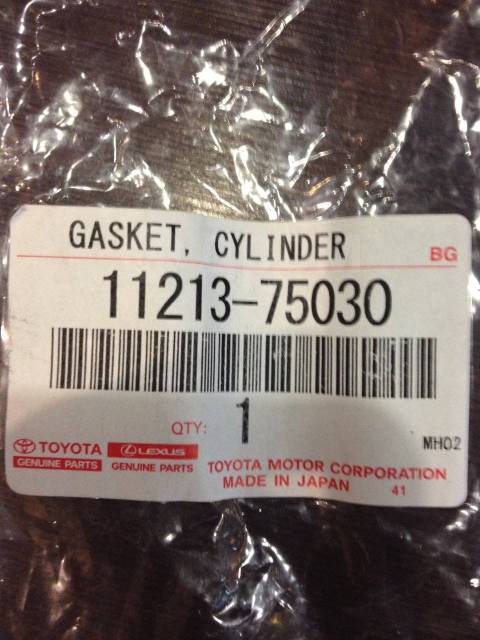 GASKET, CYLINDER
BG
11213-75030
QTY: 1
MH02
TOYOTA LEXUS
GENUINE PARTS GENUINE PARTS
TOYOTA MOTOR CORPORATION
MADE IN JAPAN 41